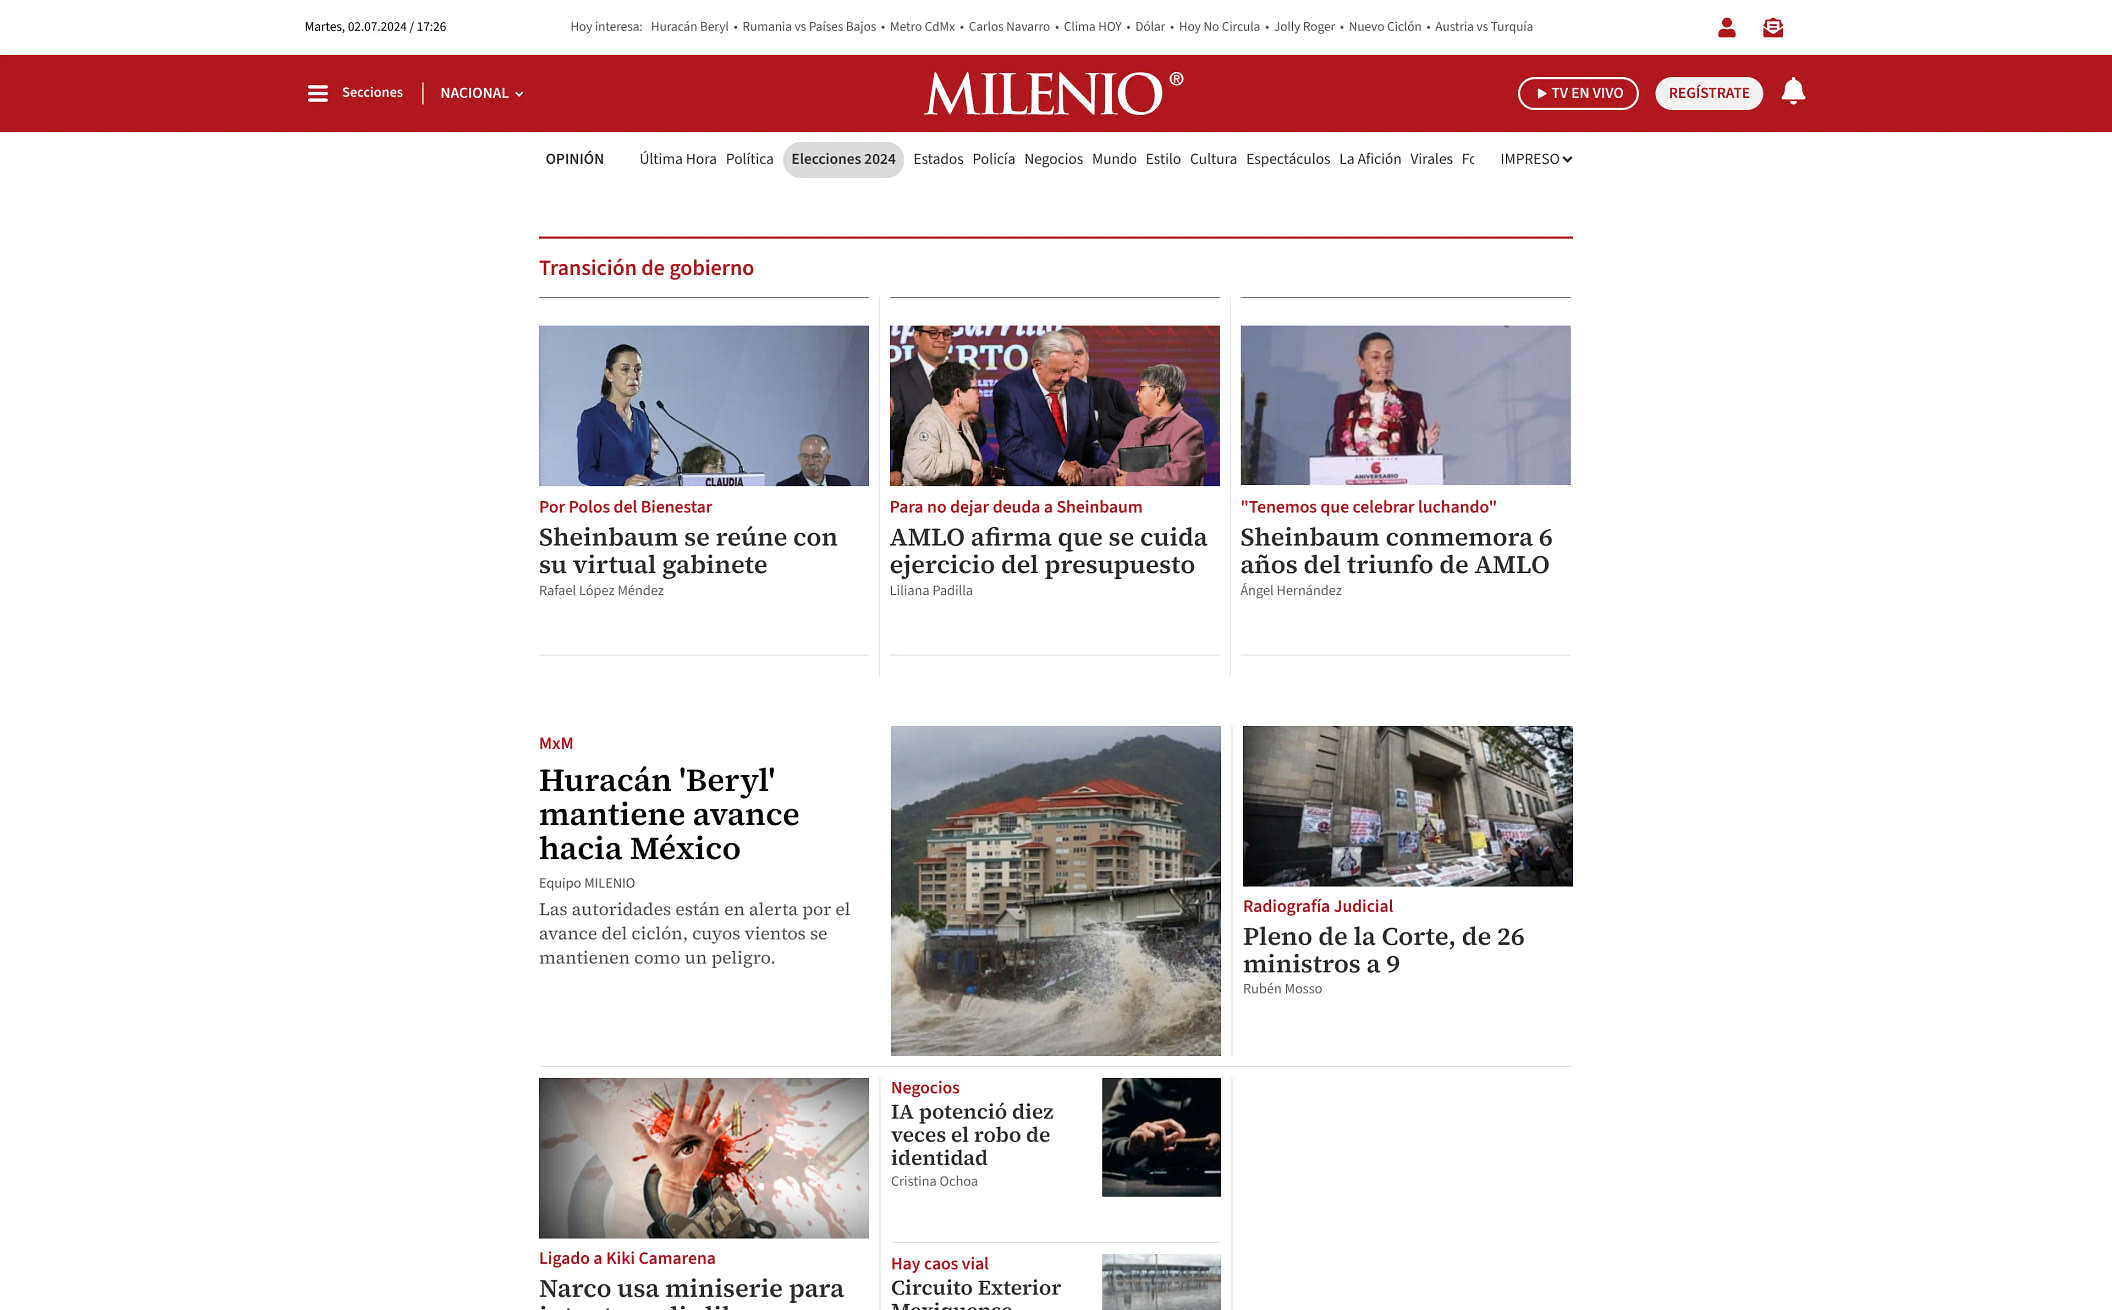 Martes, 02.07.2024 / 17:26
Hoy interesa: Huracán Beryl • Rumania vs Países Bajos • Metro CdMx • Carlos Navarro • Clima HOY • Dólar • Hoy No Circula • Jolly Roger • Nuevo Ciclón • Austria vs Turquía
Secciones
NACIONAL
MILENIO®
TV EN VIVO
REGÍSTRATE
OPINIÓN
Última Hora Política Elecciones 2024 Estados Policía Negocios Mundo Estilo Cultura Espectáculos La Afición Virales
IMPRESO
Transición de gobierno
CLAUDIA
RTO
6
ANIVERSARIO
Por Polos del Bienestar
Sheinbaum se reúne con
su virtual gabinete
Rafael López Méndez
Para no dejar deuda a Sheinbaum
AMLO afirma que se cuida
ejercicio del presupuesto
Liliana Padilla
"Tenemos que celebrar luchando"
Sheinbaum conmemora 6
años del triunfo de AMLO
Ángel Hernández
MxM
Huracán 'Beryl'
mantiene avance
hacia México
Equipo MILENIO
Las autoridades están en alerta por el
avance del ciclón, cuyos vientos se
mantienen como un peligro.
Radiografía Judicial
Pleno de la Corte, de 26
ministros a 9
Rubén Mosso
Ligado a Kiki Camarena
Narco usa miniserie para
Negocios
IA potenció diez
veces el robo de
identidad
Cristina Ochoa
Hay caos vial
Circuito Exterior
Mexiquense